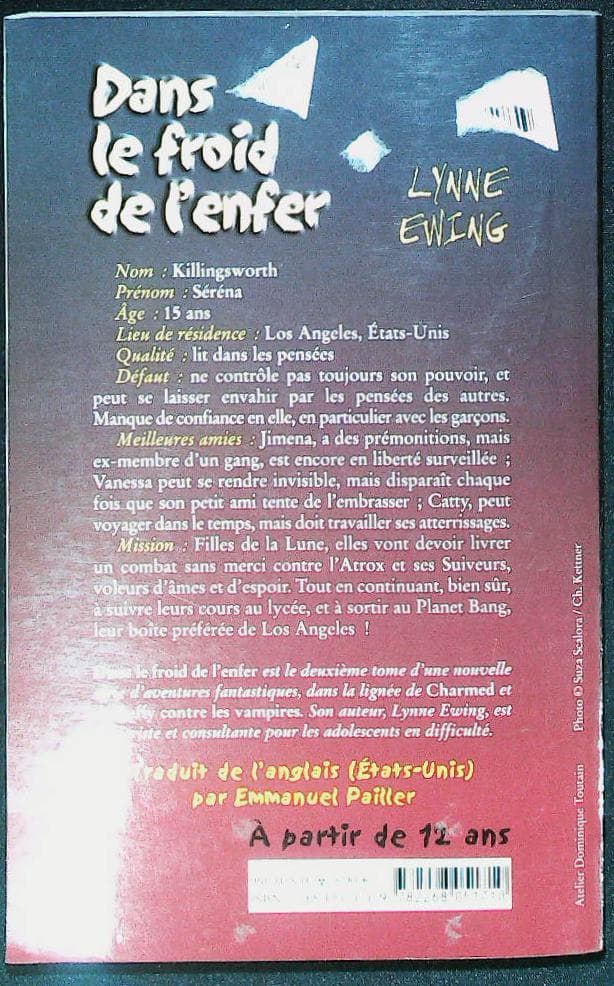 Dans
le froid
de l'enfer
LYNNE
EWING
Nom : Killingsworth
Prénom : Séréna
Âge : 15 ans
Lieu de résidence : Los Angeles, États-Unis
Qualité : lit dans les pensées
Défaut : ne contrôle pas toujours son pouvoir, et
peut se laisser envahir par les pensées des autres.
Manque de confiance en elle, en particulier avec les garçons.
Meilleures amies : Jimena, a des prémonitions, mais
ex-membre d'un gang, est encore en liberté surveillée ;
Vanessa peut se rendre invisible, mais disparaît chaque
fois que son petit ami tente de l'embrasser ; Catty, peut
voyager dans le temps, mais doit travailler ses atterrissages.
Mission : Filles de la Lune, elles vont devoir livrer
un combat sans merci contre l'Atrox et ses Suiveurs,
voleurs d'âmes et d'espoir. Tout en continuant, bien sûr,
à suivre leurs cours au lycée, et à sortir au Planet Bang,
leur boîte préférée de Los Angeles !
Dans le froid de l'enfer est le deuxième tome d'une nouvelle
d'aventures fantastiques, dans la lignée de Charmed et
contre les vampires. Son auteur, Lynne Ewing, est
et consultante pour les adolescents en difficulté.
Traduit de l'anglais (États-Unis)
par Emmanuel Pailler
À partir de 12 ans
Atelier Dominique Toutain Photo © Suza Scalora / Ch. Kettner